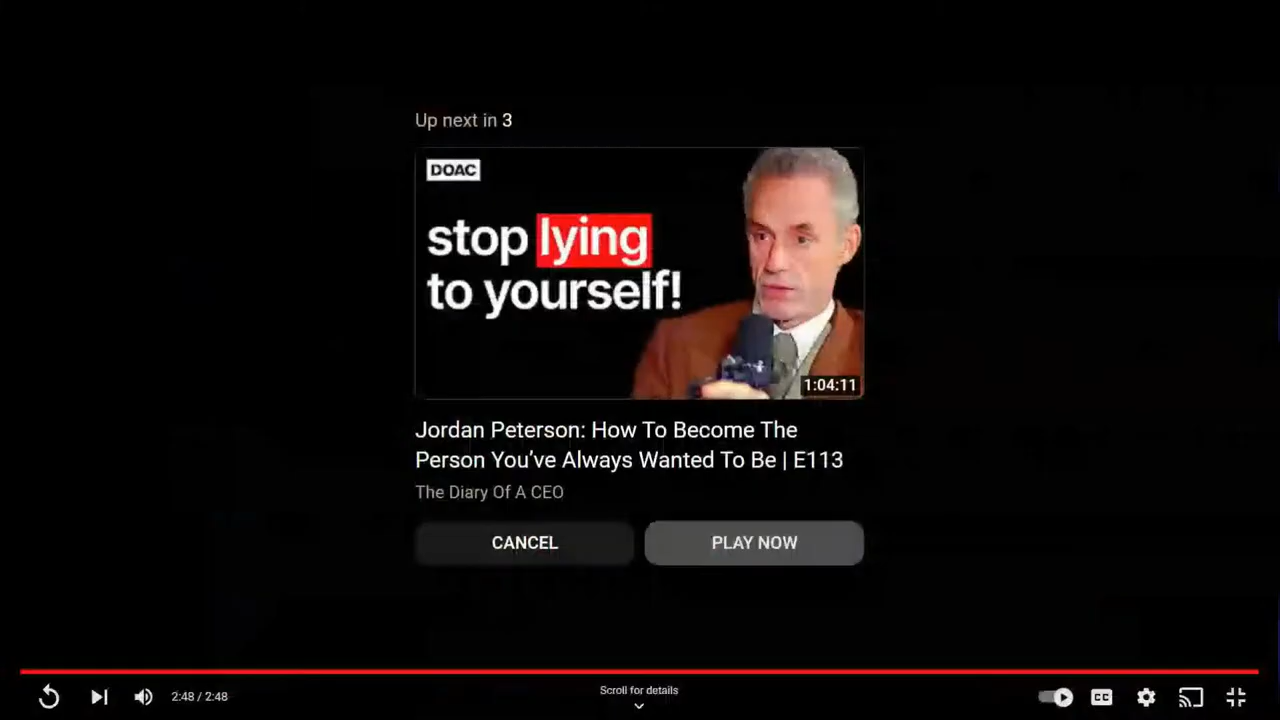 Up next in 3
DOAC
stop lying
to yourself!
1:04:11
Jordan Peterson: How To Become The
Person You’ve Always Wanted To Be | E113
The Diary Of A CEO
CANCEL
PLAY NOW
Scroll for details
2:48 / 2:48
CC